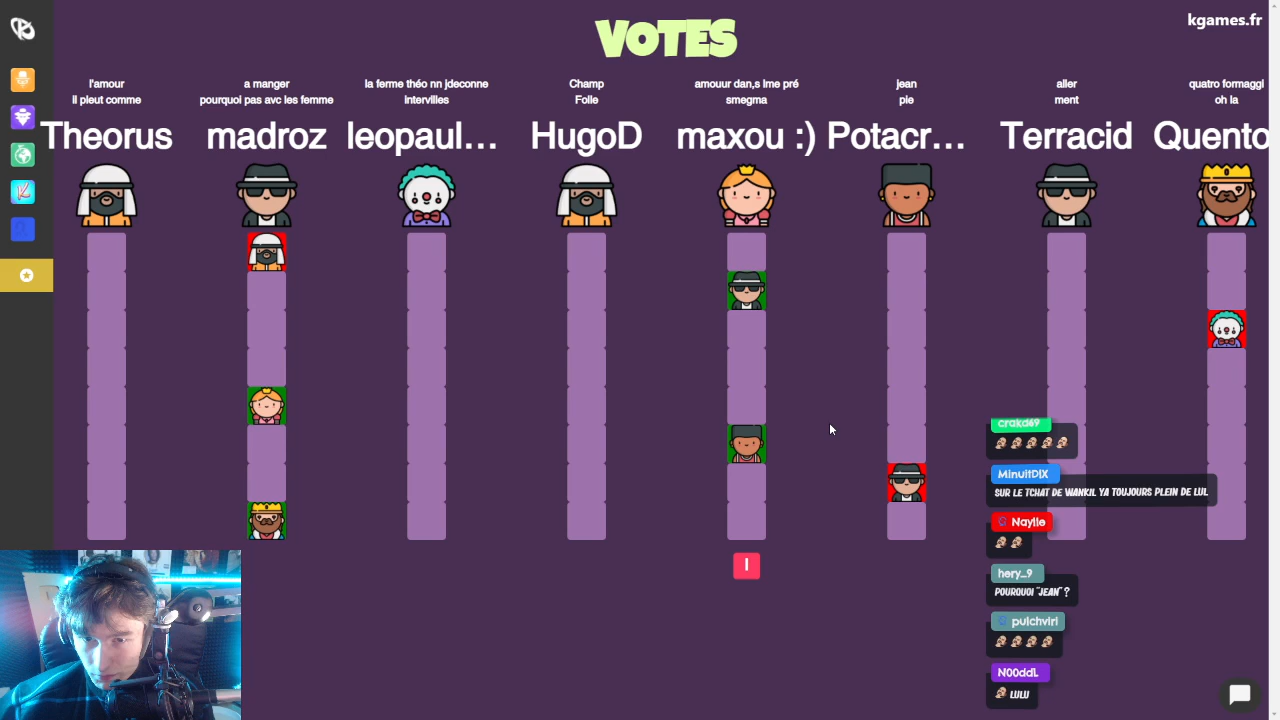 kgames.fr
VOTES
l'amour
il pleut comme
Theorus
a manger
pourquoi pas avc les femme
madroz
la ferme théo nn jdeconne
intervilles
leopaul...
Champ
Folie
HugoD
amouur dan,s lme pré
smegma
maxou :)
jean
pie
Potacr...
aller
ment
Terracid
quatro formaggi
oh la
Quento
I
crakd69
MinuitDIX
SUR LE TCHAT DE WANKIL YA TOUJOURS PLEIN DE LUL
Naylie
hery_9
POURQUOI "JEAN" ?
pulchviri
N00ddL
LULU